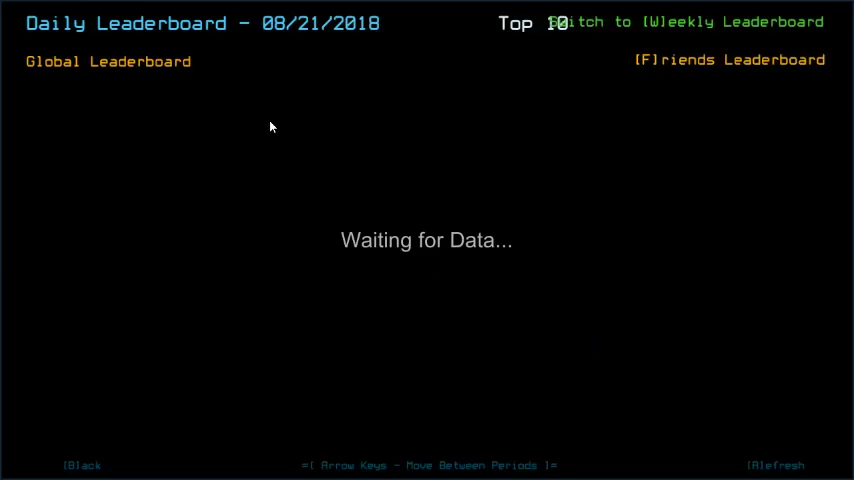 Daily Leaderboard - 08/21/2018 Top 10 Switch to [W]eekly Leaderboard
Global Leaderboard [F]riends Leaderboard
Waiting for Data...
[B]ack =[ Arrow Keys - Move Between Periods ]= [R]efresh